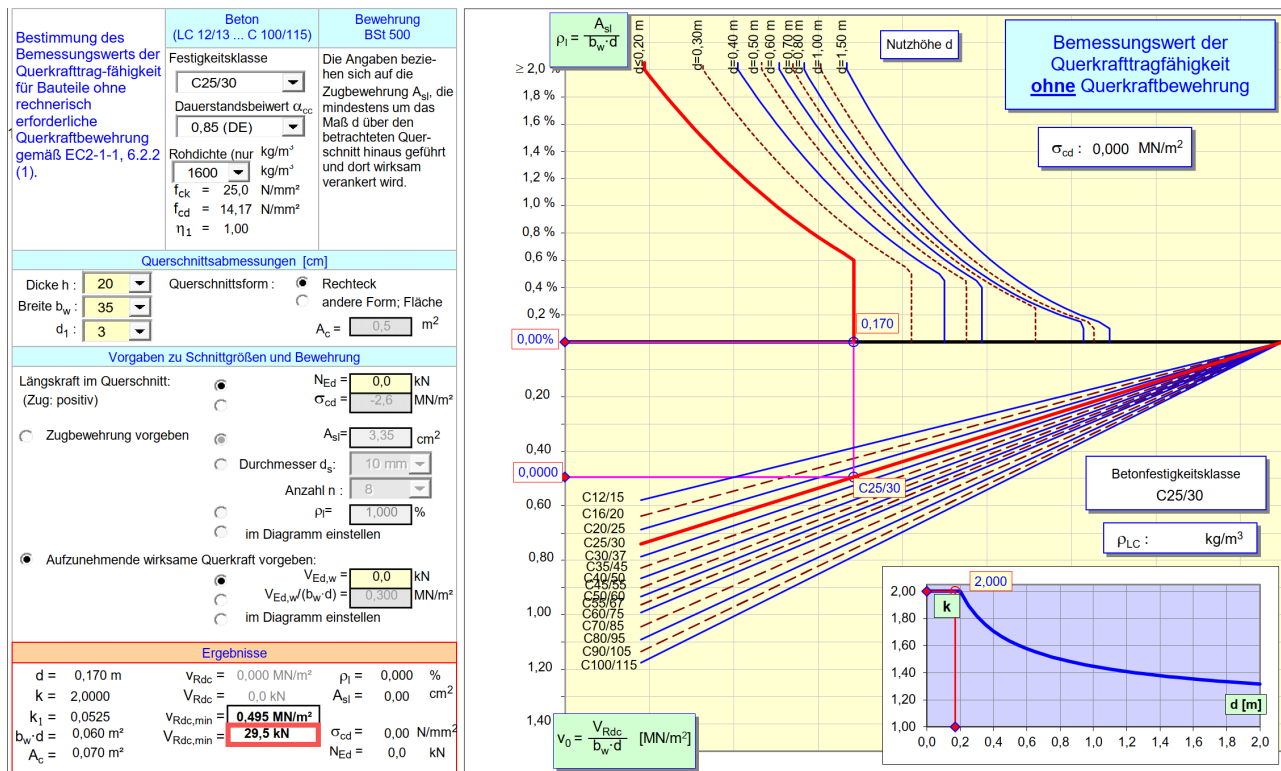 Bestimmung des
Bemessungswerts der
Querkrafttrag-fähigkeit
für Bauteile ohne
rechnerisch
erforderliche
Querkraftbewehrung
gemäß EC2-1-1, 6.2.2
(1).
Beton
(LC 12/13 ... C 100/115)
Festigkeitsklasse
C25/30
Dauerstandsbeiwert αcc
0,85 (DE)
Rohdichte (nur kg/m³
1600 kg/m³
fck = 25,0 N/mm²
fcd = 14,17 N/mm²
η1 = 1,00
Bewehrung
BSt 500
Die Angaben bezie-
hen sich auf die
Zugbewehrung Asl, die
mindestens um das
Maß d über den
betrachteten Quer-
schnitt hinaus geführt
und dort wirksam
verankert wird.
Querschnittsabmessungen [cm]
Dicke h : 20
Breite bw : 35
d1 : 3
Querschnittsform : Rechteck
andere Form; Fläche
Ac = 0,5 m²
Vorgaben zu Schnittgrößen und Bewehrung
Längskraft im Querschnitt: NEd = 0,0 kN
(Zug: positiv) σcd = -2,6 MN/m²
Zugbewehrung vorgeben Asl= 3,35 cm²
Durchmesser ds: 10 mm
Anzahl n : 8
ρl= 1,000 %
im Diagramm einstellen
Aufzunehmende wirksame Querkraft vorgeben:
VEd,w = 0,0 kN
VEd,w/(bw·d) = 0,300 MN/m²
im Diagramm einstellen
Ergebnisse
d = 0,170 m vRdc = 0,000 MN/m² ρl = 0,000 %
k = 2,0000 VRdc = 0,0 kN Asl = 0,00 cm²
k1 = 0,0525 vRdc,min = 0,495 MN/m²
bw·d = 0,060 m² VRdc,min = 29,5 kN σcd = 0,00 N/mm²
Ac = 0,070 m² NEd = 0,0 kN
ρl = Asl / bw·d
d≤0,20 m
d=0,30m
d=0,40 m
d=0,50 m
d=0,60 m
d=0,70 m
d=0,80 m
d=1,00 m
d=1,50 m
Nutzhöhe d
Bemessungswert der
Querkrafttragfähigkeit
ohne Querkraftbewehrung
σcd : 0,000 MN/m²
≥ 2,0 %
1,8 %
1,6 %
1,4 %
1,2 %
1,0 %
0,8 %
0,6 %
0,4 %
0,2 %
0,00%
0,170
0,20
0,40
0,0000
0,60
0,80
1,00
1,20
1,40
C25/30
C12/15
C16/20
C20/25
C25/30
C30/37
C35/45
C40/50
C45/55
C50/60
C55/67
C60/75
C70/85
C80/95
C90/105
C100/115
Betonfestigkeitsklasse
C25/30
ρLC : kg/m³
v0 = VRdc / bw·d [MN/m²]
2,000
k
2,00
1,80
1,60
1,40
1,20
1,00
d [m]
0,0 0,2 0,4 0,6 0,8 1,0 1,2 1,4 1,6 1,8 2,0